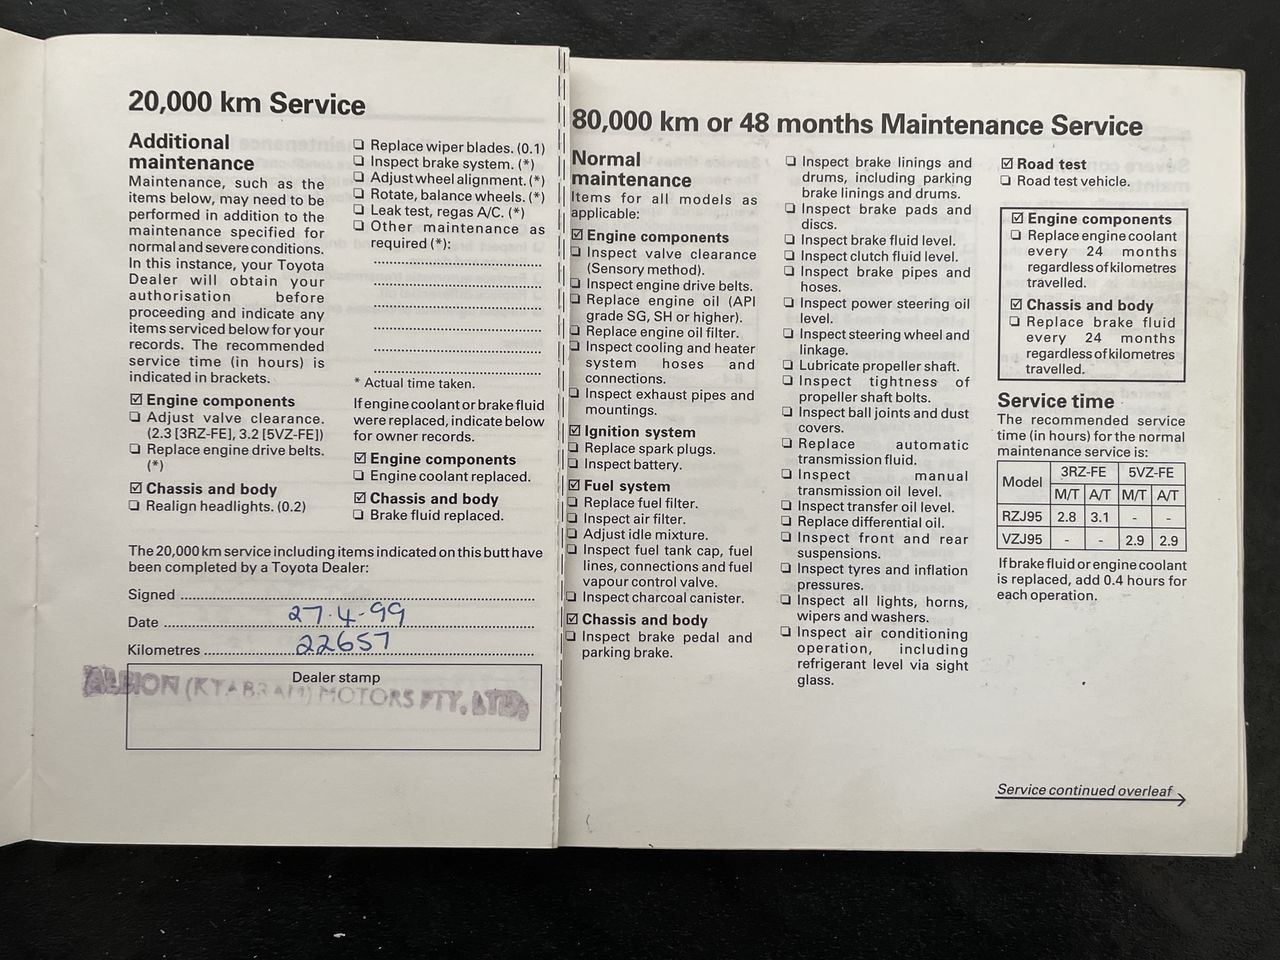 20,000 km Service
Additional
maintenance
Maintenance, such as the
items below, may need to be
performed in addition to the
maintenance specified for
normal and severe conditions.
In this instance, your Toyota
Dealer will obtain your
authorisation before
proceeding and indicate any
items serviced below for your
records. The recommended
service time (in hours) is
indicated in brackets.
☑ Engine components
❏ Adjust valve clearance.
(2.3 [3RZ-FE], 3.2 [5VZ-FE])
❏ Replace engine drive belts.
(*)
☑ Chassis and body
❏ Realign headlights. (0.2)
❏ Replace wiper blades. (0.1)
❏ Inspect brake system. (*)
❏ Adjust wheel alignment. (*)
❏ Rotate, balance wheels. (*)
❏ Leak test, regas A/C. (*)
❏ Other maintenance as
required (*):
* Actual time taken.
If engine coolant or brake fluid
were replaced, indicate below
for owner records.
☑ Engine components
❏ Engine coolant replaced.
☑ Chassis and body
❏ Brake fluid replaced.
The 20,000 km service including items indicated on this butt have
been completed by a Toyota Dealer:
Signed
Date 27.4.99
Kilometres 22657
Dealer stamp
MOTORS PTY. LTD.
80,000 km or 48 months Maintenance Service
Normal
maintenance
Items for all models as
applicable:
☑ Engine components
❏ Inspect valve clearance
(Sensory method).
❏ Inspect engine drive belts.
❏ Replace engine oil (API
grade SG, SH or higher).
❏ Replace engine oil filter.
❏ Inspect cooling and heater
system hoses and
connections.
❏ Inspect exhaust pipes and
mountings.
☑ Ignition system
❏ Replace spark plugs.
❏ Inspect battery.
☑ Fuel system
❏ Replace fuel filter.
❏ Inspect air filter.
❏ Adjust idle mixture.
❏ Inspect fuel tank cap, fuel
lines, connections and fuel
vapour control valve.
❏ Inspect charcoal canister.
☑ Chassis and body
❏ Inspect brake pedal and
parking brake.
❏ Inspect brake linings and
drums, including parking
brake linings and drums.
❏ Inspect brake pads and
discs.
❏ Inspect brake fluid level.
❏ Inspect clutch fluid level.
❏ Inspect brake pipes and
hoses.
❏ Inspect power steering oil
level.
❏ Inspect steering wheel and
linkage.
❏ Lubricate propeller shaft.
❏ Inspect tightness of
propeller shaft bolts.
❏ Inspect ball joints and dust
covers.
❏ Replace automatic
transmission fluid.
❏ Inspect manual
transmission oil level.
❏ Inspect transfer oil level.
❏ Replace differential oil.
❏ Inspect front and rear
suspensions.
❏ Inspect tyres and inflation
pressures.
❏ Inspect all lights, horns,
wipers and washers.
❏ Inspect air conditioning
operation, including
refrigerant level via sight
glass.
☑ Road test
❏ Road test vehicle.
☑ Engine components
❏ Replace engine coolant
every 24 months
regardless of kilometres
travelled.
☑ Chassis and body
❏ Replace brake fluid
every 24 months
regardless of kilometres
travelled.
Service time
The recommended service
time (in hours) for the normal
maintenance service is:
Model 3RZ-FE 5VZ-FE
M/T A/T M/T A/T
RZJ95 2.8 3.1 - -
VZJ95 - - 2.9 2.9
If brake fluid or engine coolant
is replaced, add 0.4 hours for
each operation.
Service continued overleaf